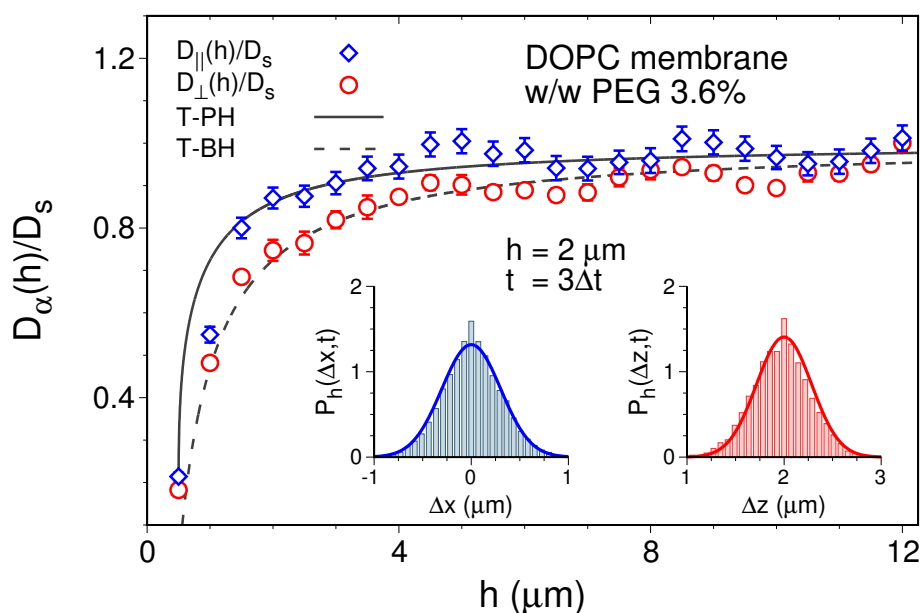 D||(h)/Ds
D⊥(h)/Ds
T-PH
T-BH
DOPC membrane
w/w PEG 3.6%
1.2
0.8
0.4
Dα(h)/Ds
h = 2 μm
t = 3Δt
2
1
0
Ph(Δx,t)
-1 0 1
Δx (μm)
2
1
0
Ph(Δz,t)
1 2 3
Δz (μm)
0 4 8 12
h (μm)